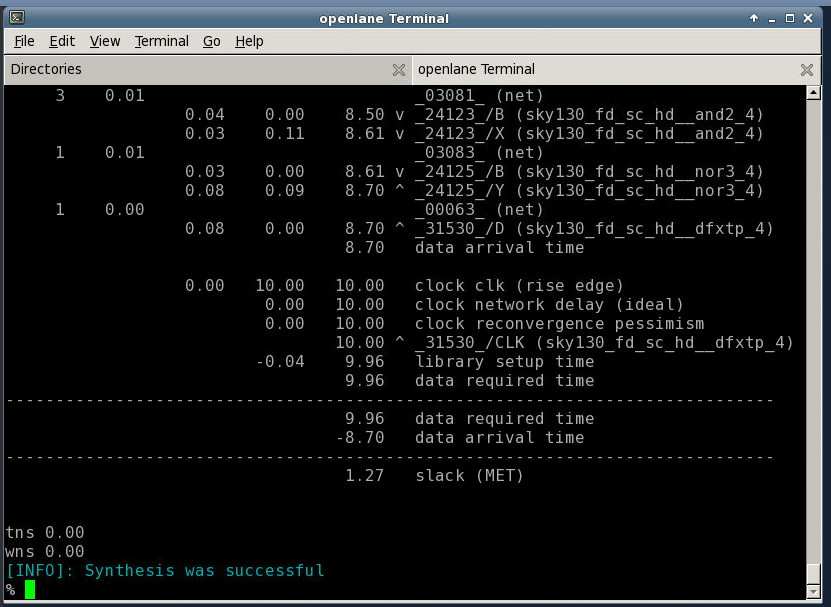 openlane Terminal
File Edit View Terminal Go Help
Directories openlane Terminal
3 0.01 _03081_ (net)
0.04 0.00 8.50 v _24123_/B (sky130_fd_sc_hd__and2_4)
0.03 0.11 8.61 v _24123_/X (sky130_fd_sc_hd__and2_4)
1 0.01 _03083_ (net)
0.03 0.00 8.61 v _24125_/B (sky130_fd_sc_hd__nor3_4)
0.08 0.09 8.70 ^ _24125_/Y (sky130_fd_sc_hd__nor3_4)
1 0.00 _00063_ (net)
0.08 0.00 8.70 ^ _31530_/D (sky130_fd_sc_hd__dfxtp_4)
8.70 data arrival time
0.00 10.00 10.00 clock clk (rise edge)
0.00 10.00 clock network delay (ideal)
0.00 10.00 clock reconvergence pessimism
10.00 ^ _31530_/CLK (sky130_fd_sc_hd__dfxtp_4)
-0.04 9.96 library setup time
9.96 data required time
-----------------------------------------------------------------------------
9.96 data required time
-8.70 data arrival time
-----------------------------------------------------------------------------
1.27 slack (MET)
tns 0.00
wns 0.00
[INFO]: Synthesis was successful
%